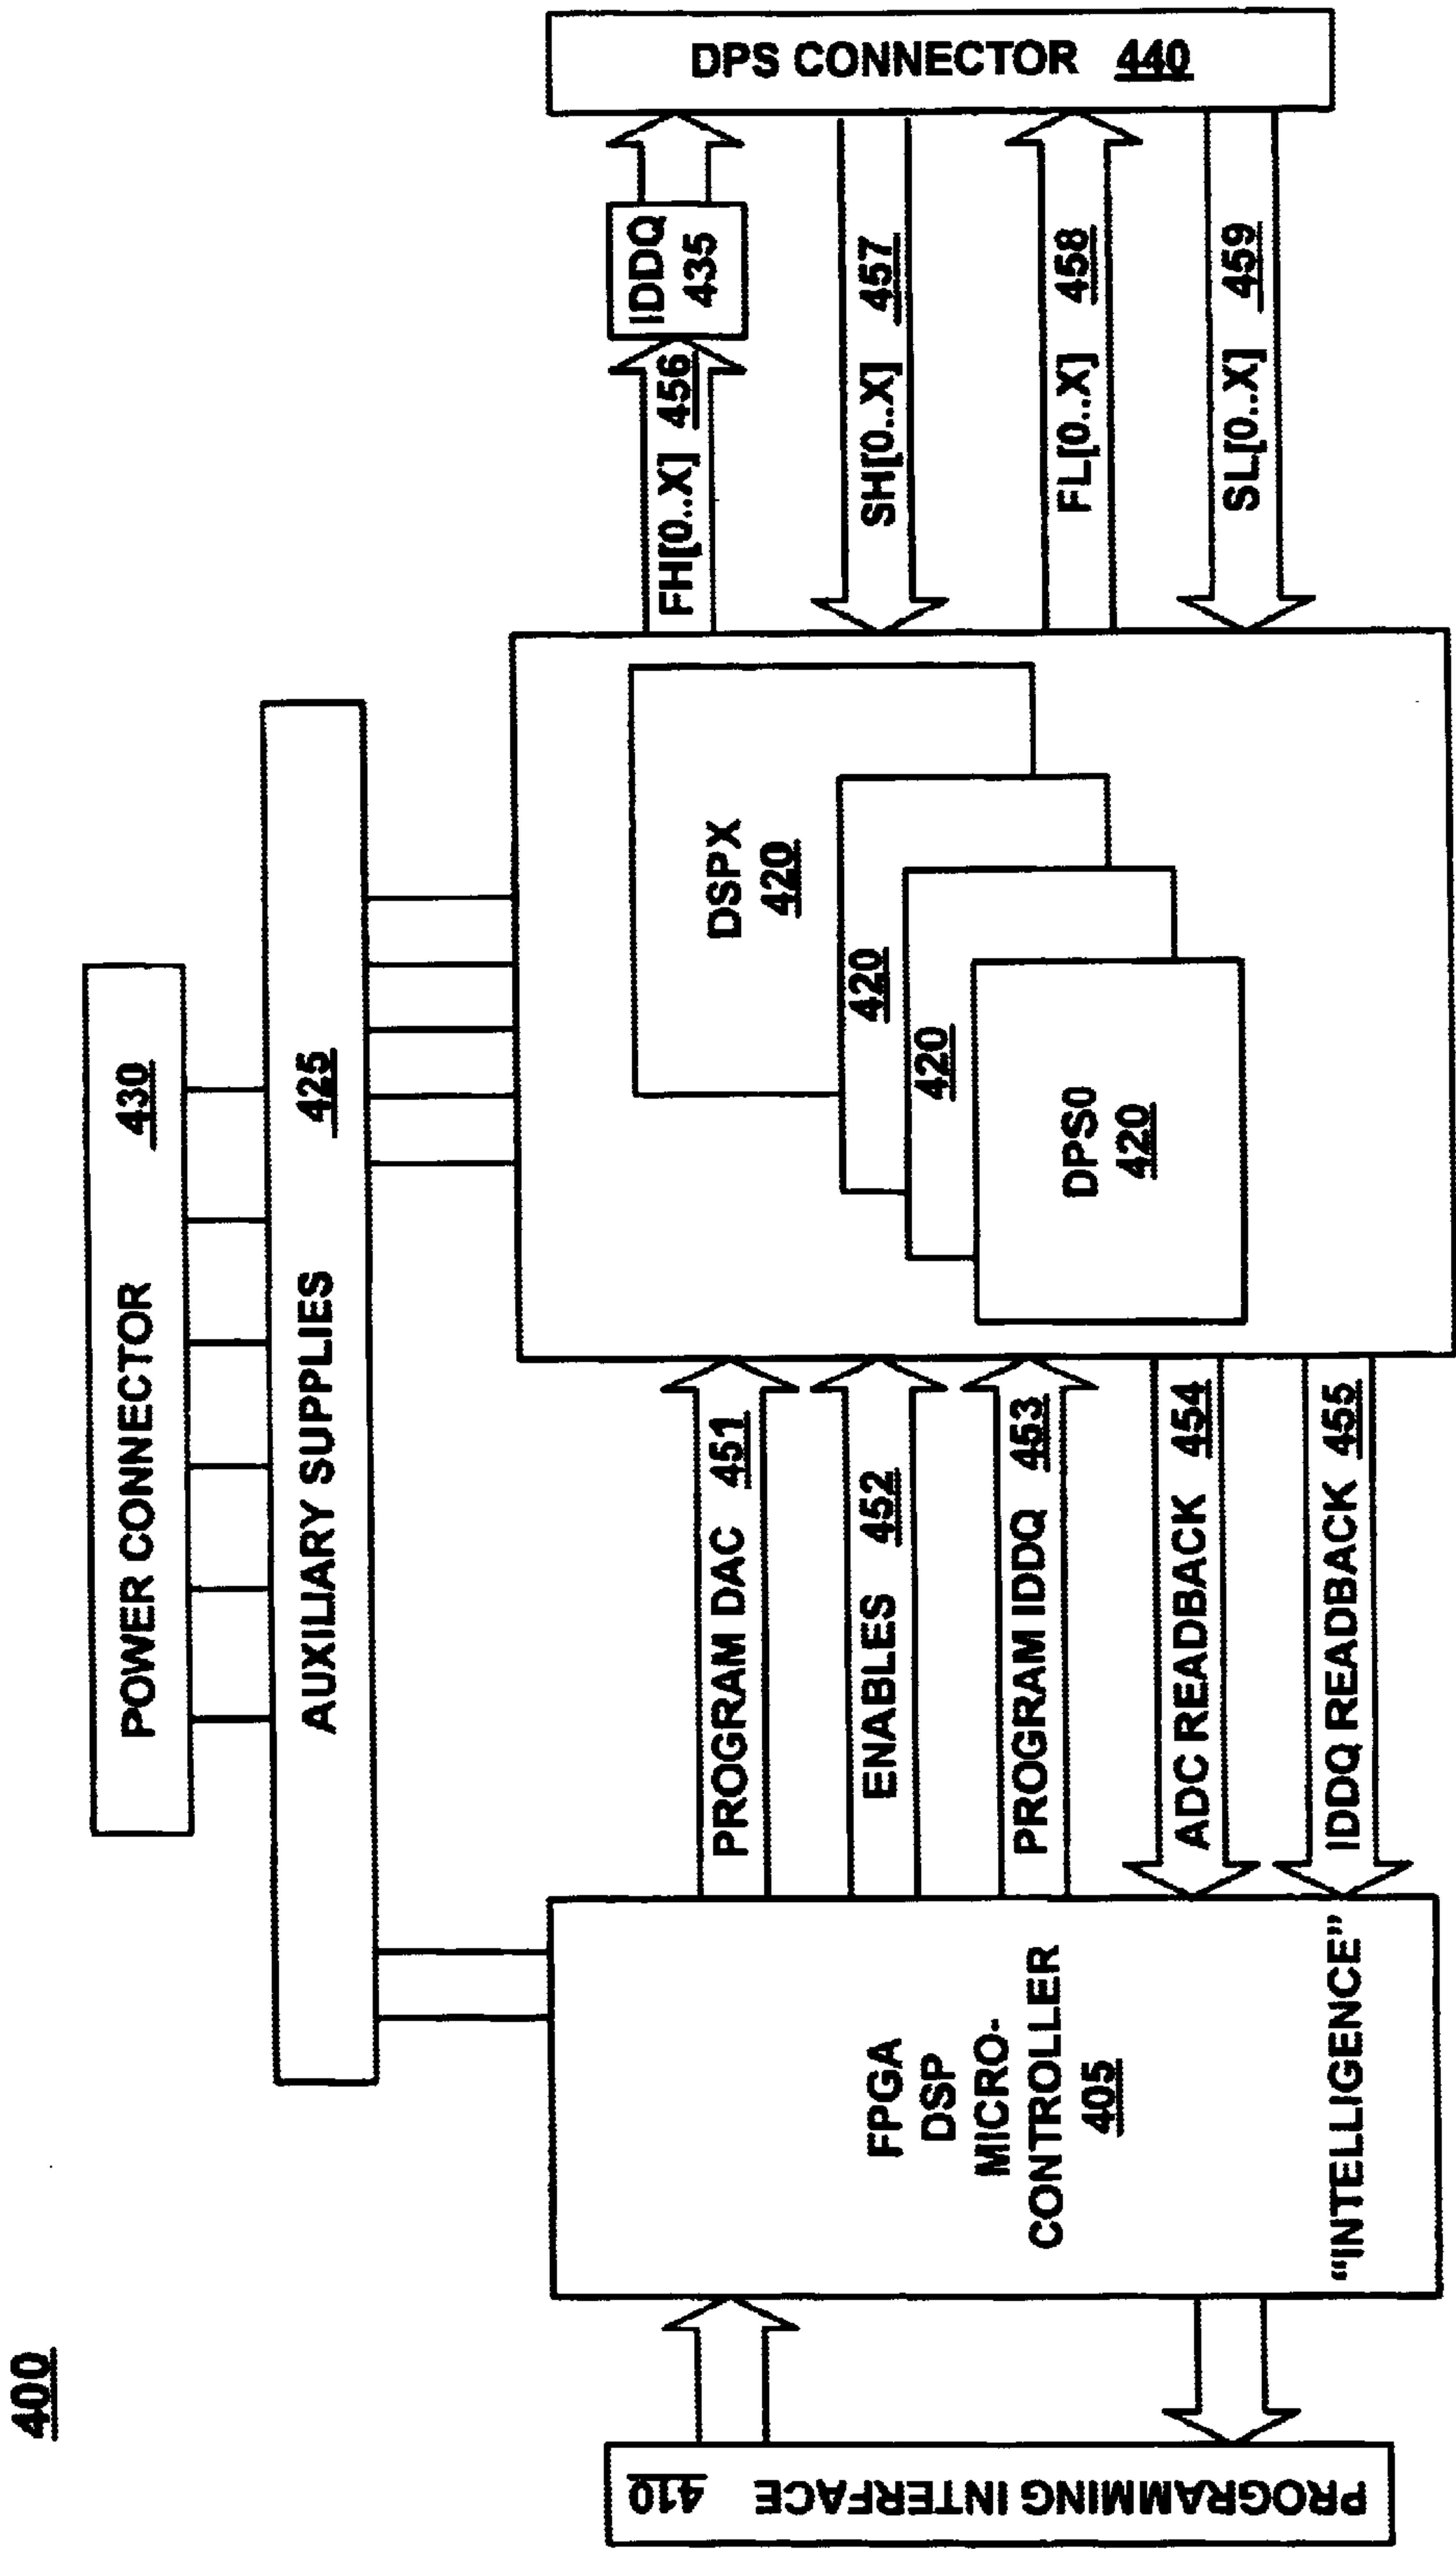 400
POWER CONNECTOR 430
AUXILIARY SUPPLIES 425
PROGRAMMING INTERFACE 410
FPGA
DSP
MICRO-
CONTROLLER
405
"INTELLIGENCE"
PROGRAM DAC 451
ENABLES 452
PROGRAM IDDQ 453
ADC READBACK 454
IDDQ READBACK 455
DSPX
420
420
420
DPS0
420
FH[0..X] 456
IDDQ
435
SH[0..X] 457
FL[0..X] 458
SL[0..X] 459
DPS CONNECTOR 440